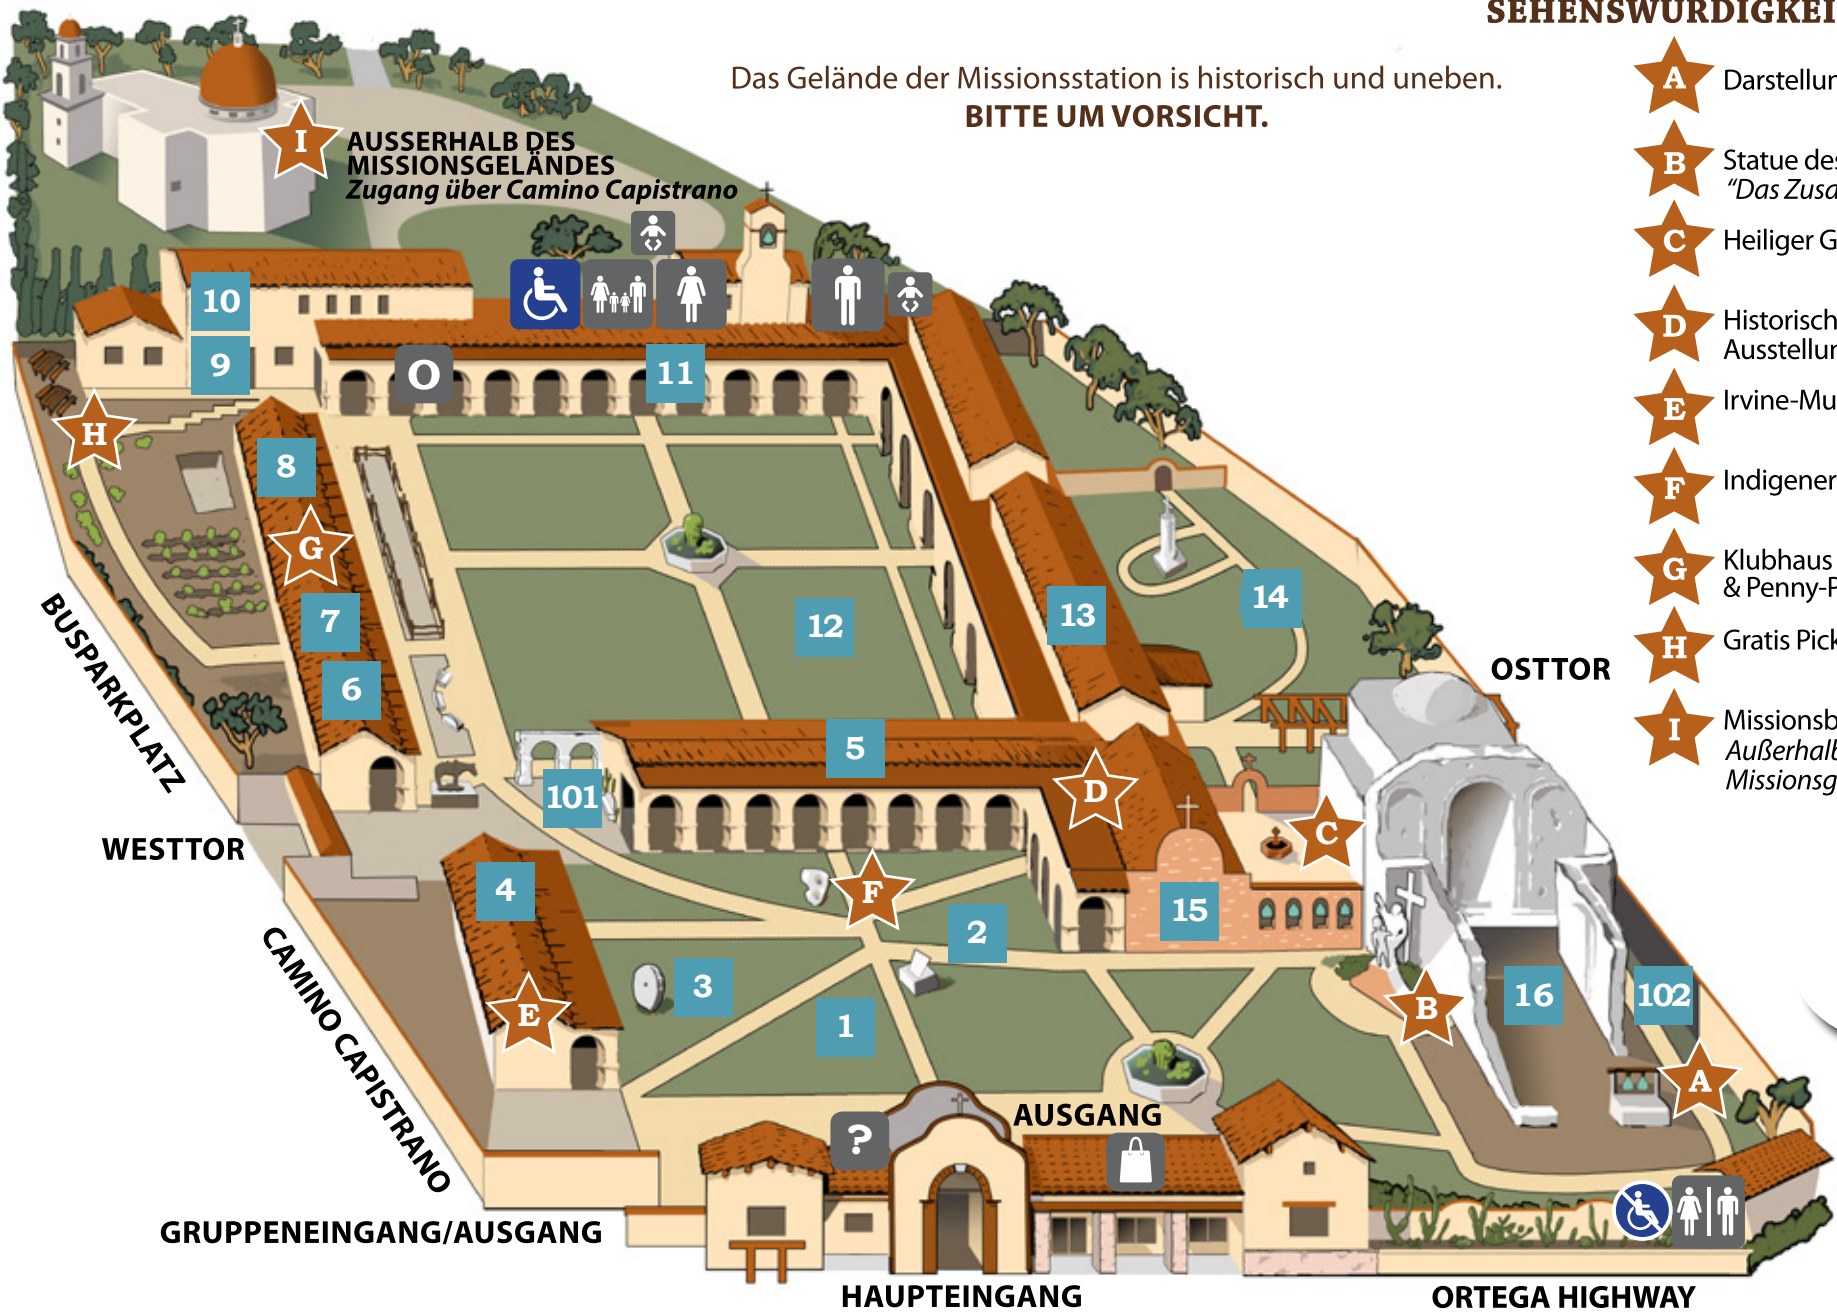 SEHENSWÜRDIGKEI
Das Gelände der Missionsstation is historisch und uneben.
BITTE UM VORSICHT.
A Darstellun
B Statue des
“Das Zusa
C Heiliger G
D Historisch
Ausstellun
E Irvine-Mu
F Indigener
G Klubhaus
& Penny-P
H Gratis Pick
I Missionsb
Außerhalb
Missionsg
I
AUSSERHALB DES
MISSIONSGELÄNDES
Zugang über Camino Capistrano
10
9
O
11
H
8
G
7
6
12
13
14
OSTTOR
BUSPARKPLATZ
5
101
D
C
WESTTOR
4
F
2
15
3
E
1
B
16
102
A
CAMINO CAPISTRANO
?
AUSGANG
GRUPPENEINGANG/AUSGANG
HAUPTEINGANG
ORTEGA HIGHWAY